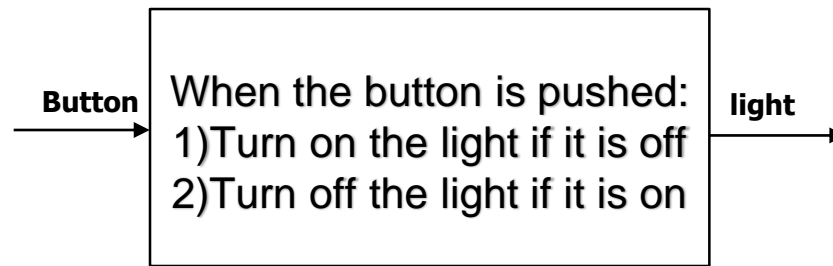 Button
When the button is pushed:
1)Turn on the light if it is off
2)Turn off the light if it is on
light